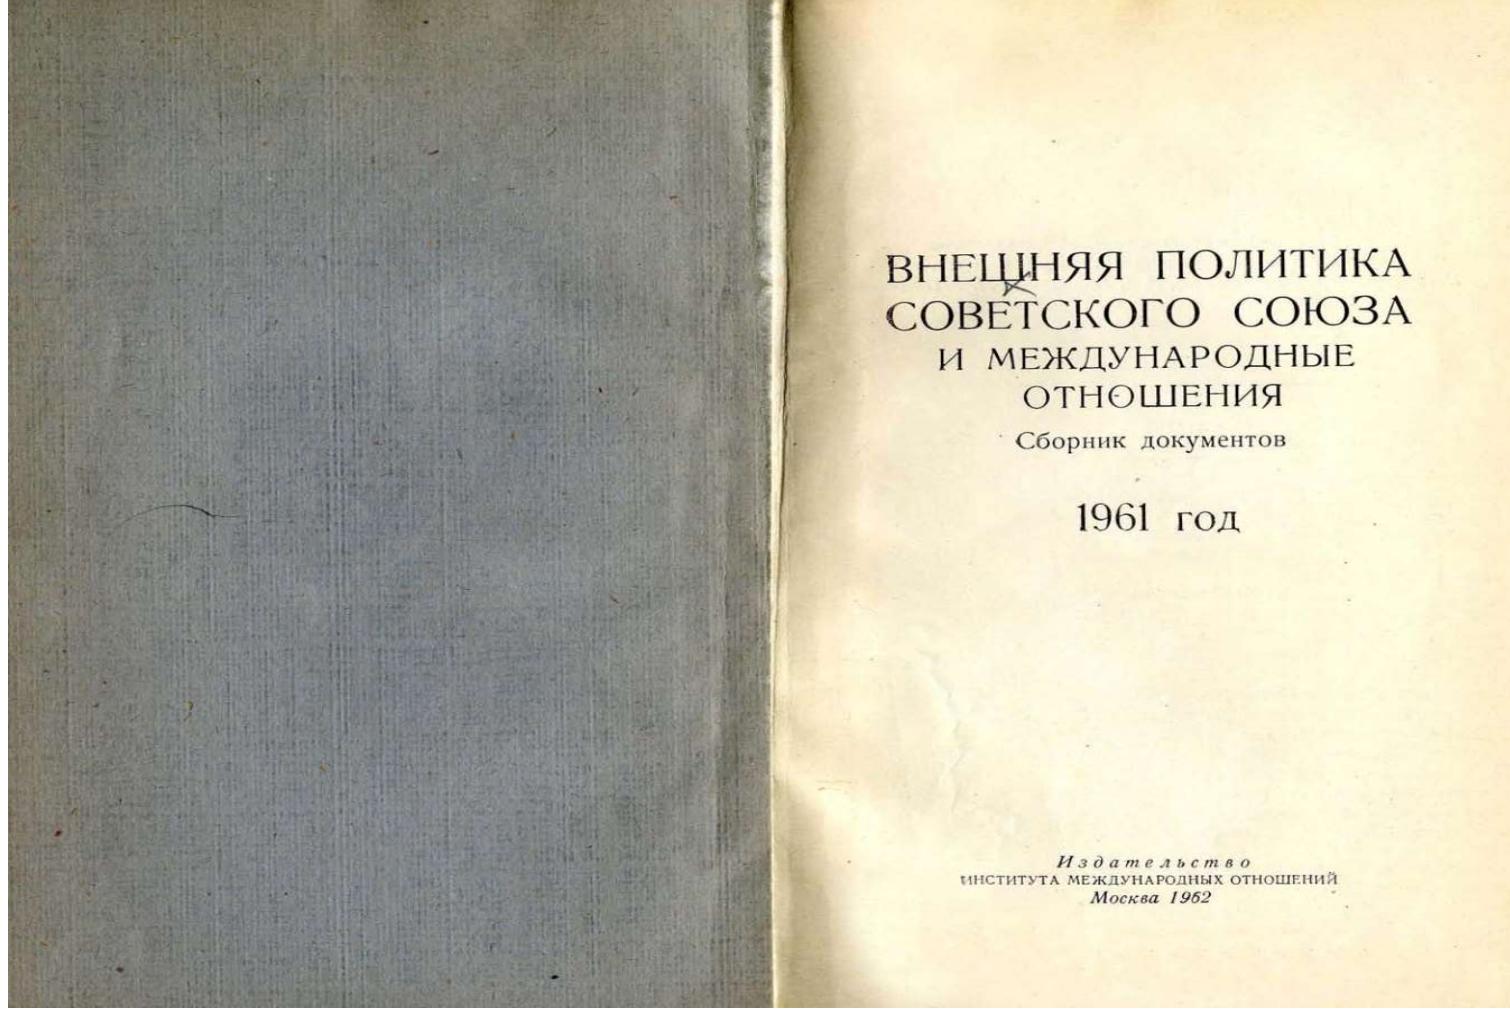 ВНЕШНЯЯ ПОЛИТИКА
СОВЕТСКОГО СОЮЗА
И МЕЖДУНАРОДНЫЕ
ОТНОШЕНИЯ
Сборник документов
1961 год
Издательство
ИНСТИТУТА МЕЖДУНАРОДНЫХ ОТНОШЕНИЙ
Москва 1962